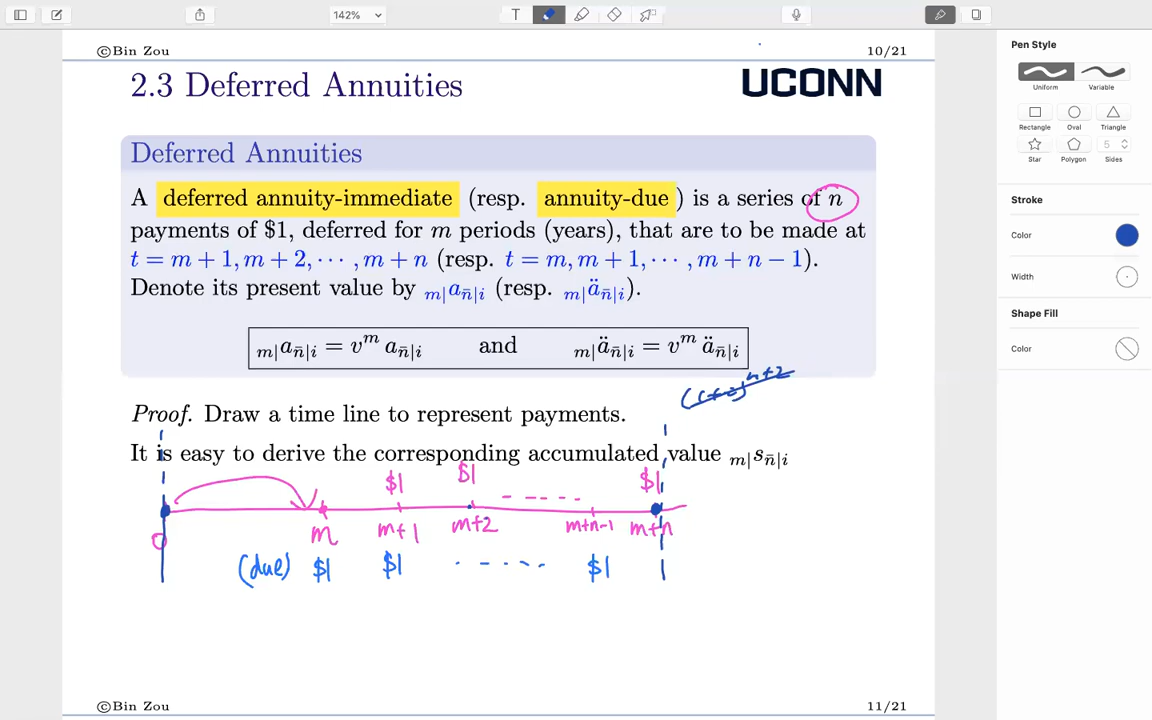 142%
T
©Bin Zou
10/21
2.3 Deferred Annuities
UCONN
Deferred Annuities
A deferred annuity-immediate (resp. annuity-due) is a series of n
payments of $1, deferred for m periods (years), that are to be made at
t = m + 1, m + 2, ⋯ , m + n (resp. t = m, m + 1, ⋯ , m + n − 1).
Denote its present value by ₘ|aₙ̄|ᵢ (resp. ₘ|äₙ̄|ᵢ).
ₘ|aₙ̄|ᵢ = vᵐ aₙ̄|ᵢ and ₘ|äₙ̄|ᵢ = vᵐ äₙ̄|ᵢ
Proof. Draw a time line to represent payments.
It is easy to derive the corresponding accumulated value ₘ|sₙ̄|ᵢ
$1 $1 ----- $1
0 m m+1 m+2 m+n-1 m+n
(due) $1 $1 ..... $1
©Bin Zou
11/21
Pen Style
Uniform
Variable
Rectangle
Oval
Triangle
5
Star
Polygon
Sides
Stroke
Color
Width
Shape Fill
Color